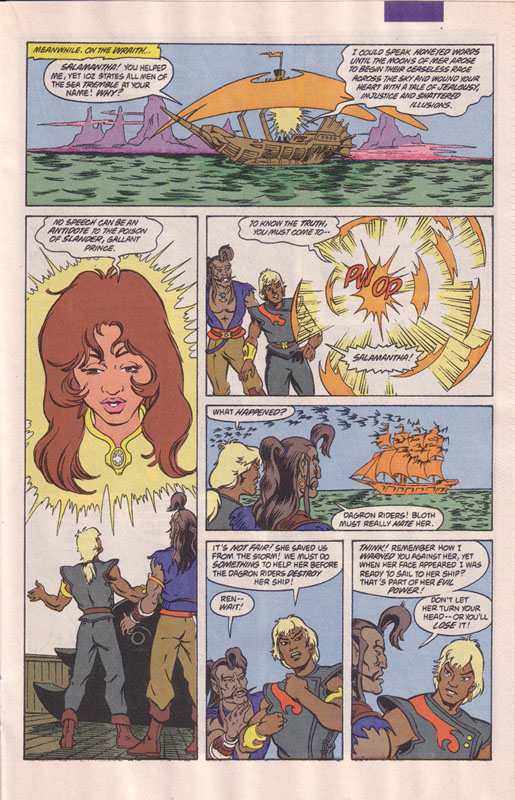 MEANWHILE, ON THE WRAITH...
SALAMANTHA! YOU HELPED
ME, YET IOZ STATES ALL MEN OF
THE SEA TREMBLE AT YOUR
NAME! WHY?
I COULD SPEAK HONEYED WORDS
UNTIL THE MOONS OF MER AROSE
TO BEGIN THEIR CEASELESS RACE
ACROSS THE SKY AND WOUND YOUR
HEART WITH A TALE OF JEALOUSY,
INJUSTICE AND SHATTERED
ILLUSIONS.
NO SPEECH CAN BE AN
ANTIDOTE TO THE POISON
OF SLANDER, GALLANT
PRINCE.
TO KNOW THE TRUTH,
YOU MUST COME TO--
SALAMANTHA!
WHAT HAPPENED?
DAGRON RIDERS! BLOTH
MUST REALLY HATE HER.
IT'S NOT FAIR! SHE SAVED US
FROM THE STORM! WE MUST DO
SOMETHING TO HELP HER BEFORE
THE DAGRON RIDERS DESTROY
HER SHIP!
REN--
WAIT!
THINK! REMEMBER HOW I
WARNED YOU AGAINST HER, YET
WHEN HER FACE APPEARED I WAS
READY TO SAIL TO HER SHIP?
THAT'S PART OF HER EVIL
POWER!
DON'T LET
HER TURN YOUR
HEAD-- OR YOU'LL
LOSE IT!